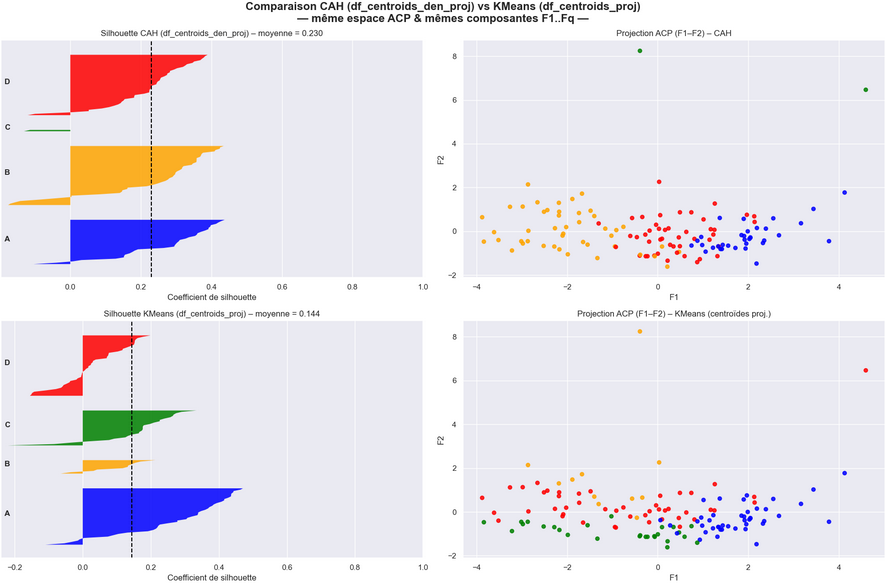 Comparaison CAH (df_centroids_den_proj) vs KMeans (df_centroids_proj)
— même espace ACP & mêmes composantes F1..Fq —
Silhouette CAH (df_centroids_den_proj) – moyenne = 0.230
D
C
B
A
0.0 0.2 0.4 0.6 0.8 1.0
Coefficient de silhouette
Projection ACP (F1–F2) – CAH
8
6
4
2
0
−2
F2
−4 −2 0 2 4
F1
Silhouette KMeans (df_centroids_proj) – moyenne = 0.144
D
C
B
A
−0.2 0.0 0.2 0.4 0.6 0.8 1.0
Coefficient de silhouette
Projection ACP (F1–F2) – KMeans (centroïdes proj.)
8
6
4
2
0
−2
F2
−4 −2 0 2 4
F1